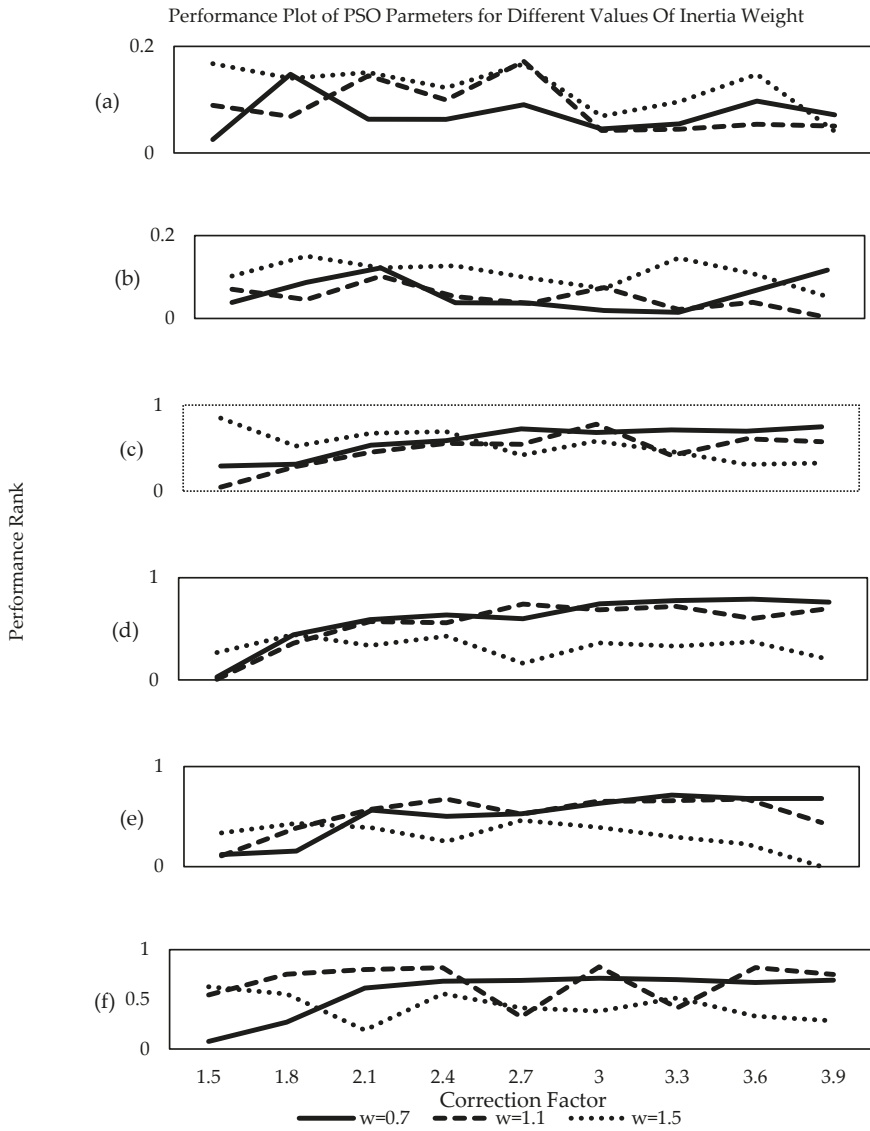 Performance Plot of PSO Parmeters for Different Values Of Inertia Weight
0.2
(a)
0
0.2
(b)
0
1
(c)
0
Performance Rank
1
(d)
0
1
(e)
0
1
(f)
0.5
0
1.5 1.8 2.1 2.4 2.7 3 3.3 3.6 3.9
Correction Factor
w=0.7 w=1.1 w=1.5